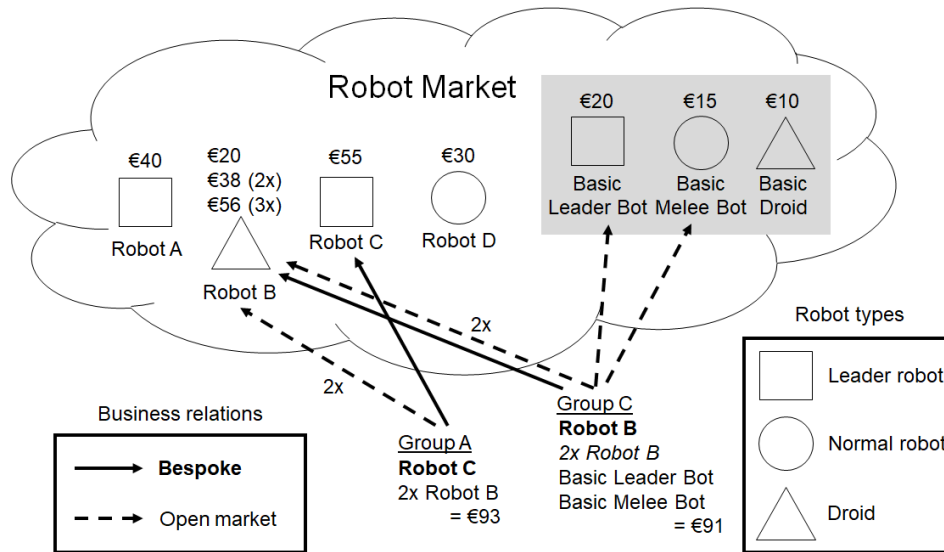 Robot Market
€20
€15
€10
Basic
Leader Bot
Basic
Melee Bot
Basic
Droid
€40
Robot A
€20
€38 (2x)
€56 (3x)
Robot B
€55
Robot C
€30
Robot D
2x
2x
Business relations
Bespoke
Open market
Group A
Robot C
2x Robot B
= €93
Group C
Robot B
2x Robot B
Basic Leader Bot
Basic Melee Bot
= €91
Robot types
Leader robot
Normal robot
Droid